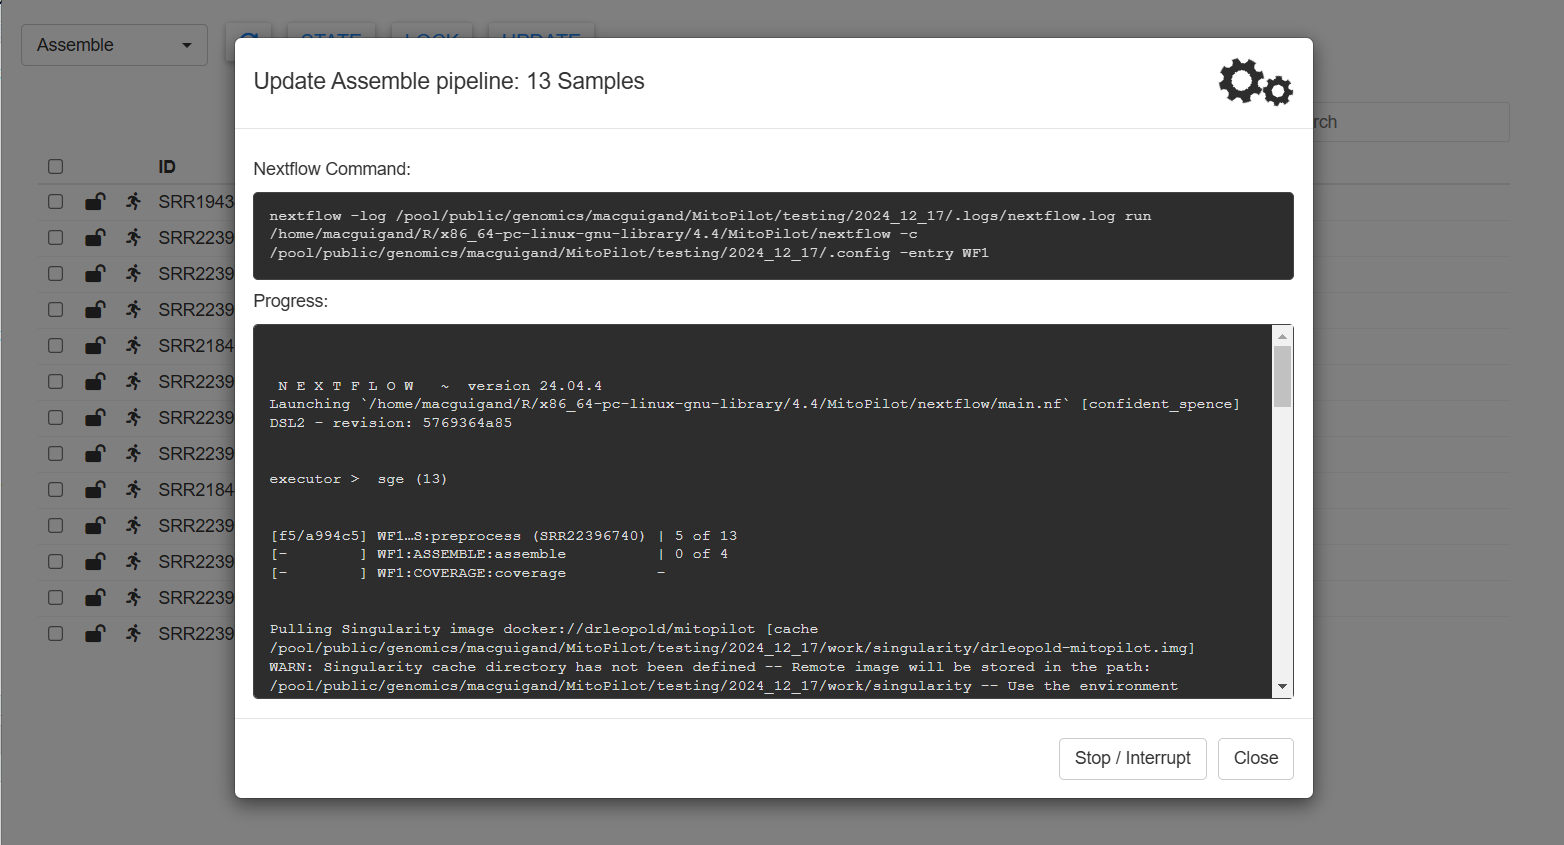 Assemble
STATE
LOCK
UPDATE
Update Assemble pipeline: 13 Samples
rch
ID
SRR1943
SRR2239
SRR2239
SRR2239
SRR2184
SRR2239
SRR2239
SRR2239
SRR2184
SRR2239
SRR2239
SRR2239
SRR2239
Nextflow Command:
nextflow -log /pool/public/genomics/macguigand/MitoPilot/testing/2024_12_17/.logs/nextflow.log run
/home/macguigand/R/x86_64-pc-linux-gnu-library/4.4/MitoPilot/nextflow -c
/pool/public/genomics/macguigand/MitoPilot/testing/2024_12_17/.config -entry WF1
Progress:
N E X T F L O W   ~  version 24.04.4
Launching `/home/macguigand/R/x86_64-pc-linux-gnu-library/4.4/MitoPilot/nextflow/main.nf` [confident_spence]
DSL2 - revision: 5769364a85
executor >  sge (13)
[f5/a994c5] WF1…S:preprocess (SRR22396740) | 5 of 13
[-        ] WF1:ASSEMBLE:assemble          | 0 of 4
[-        ] WF1:COVERAGE:coverage          -
Pulling Singularity image docker://drleopold/mitopilot [cache
/pool/public/genomics/macguigand/MitoPilot/testing/2024_12_17/work/singularity/drleopold-mitopilot.img]
WARN: Singularity cache directory has not been defined -- Remote image will be stored in the path:
/pool/public/genomics/macguigand/MitoPilot/testing/2024_12_17/work/singularity -- Use the environment
Stop / Interrupt
Close